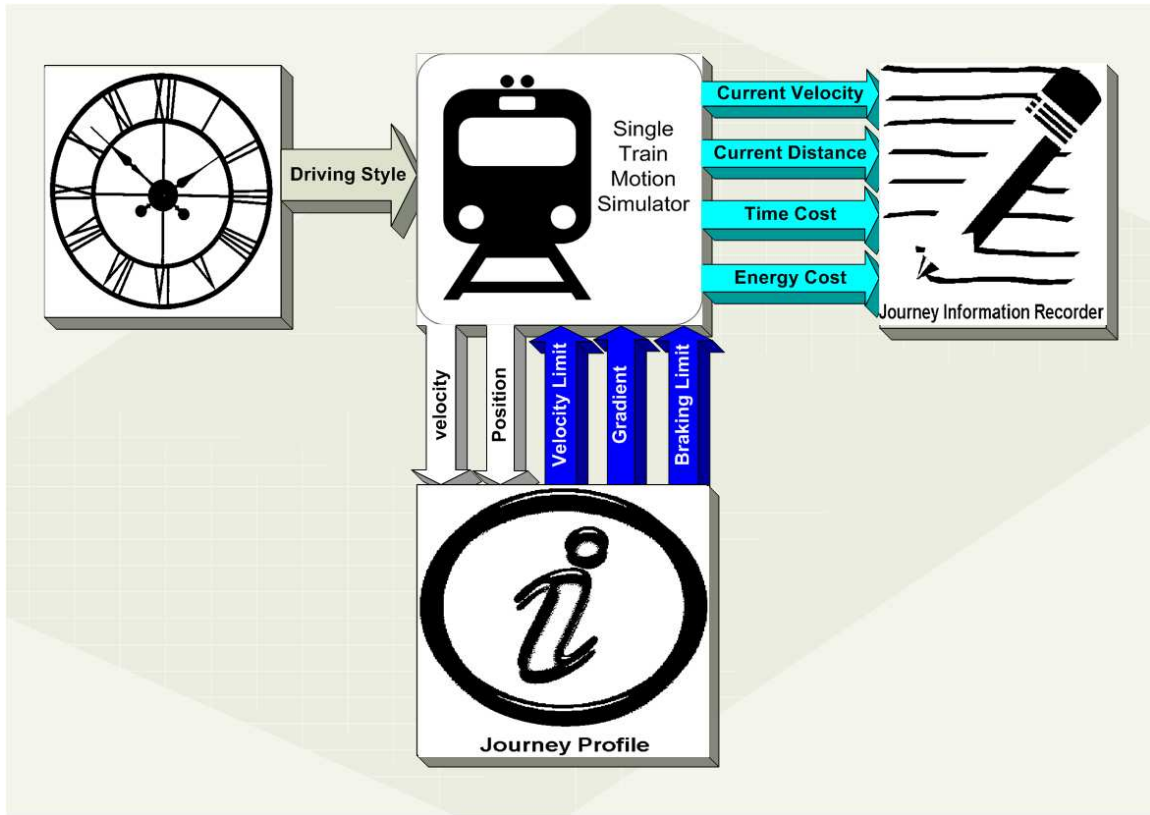 Driving Style
Single
Train
Motion
Simulator
Current Velocity
Current Distance
Time Cost
Energy Cost
Journey Information Recorder
velocity
Position
Velocity Limit
Gradient
Braking Limit
Journey Profile